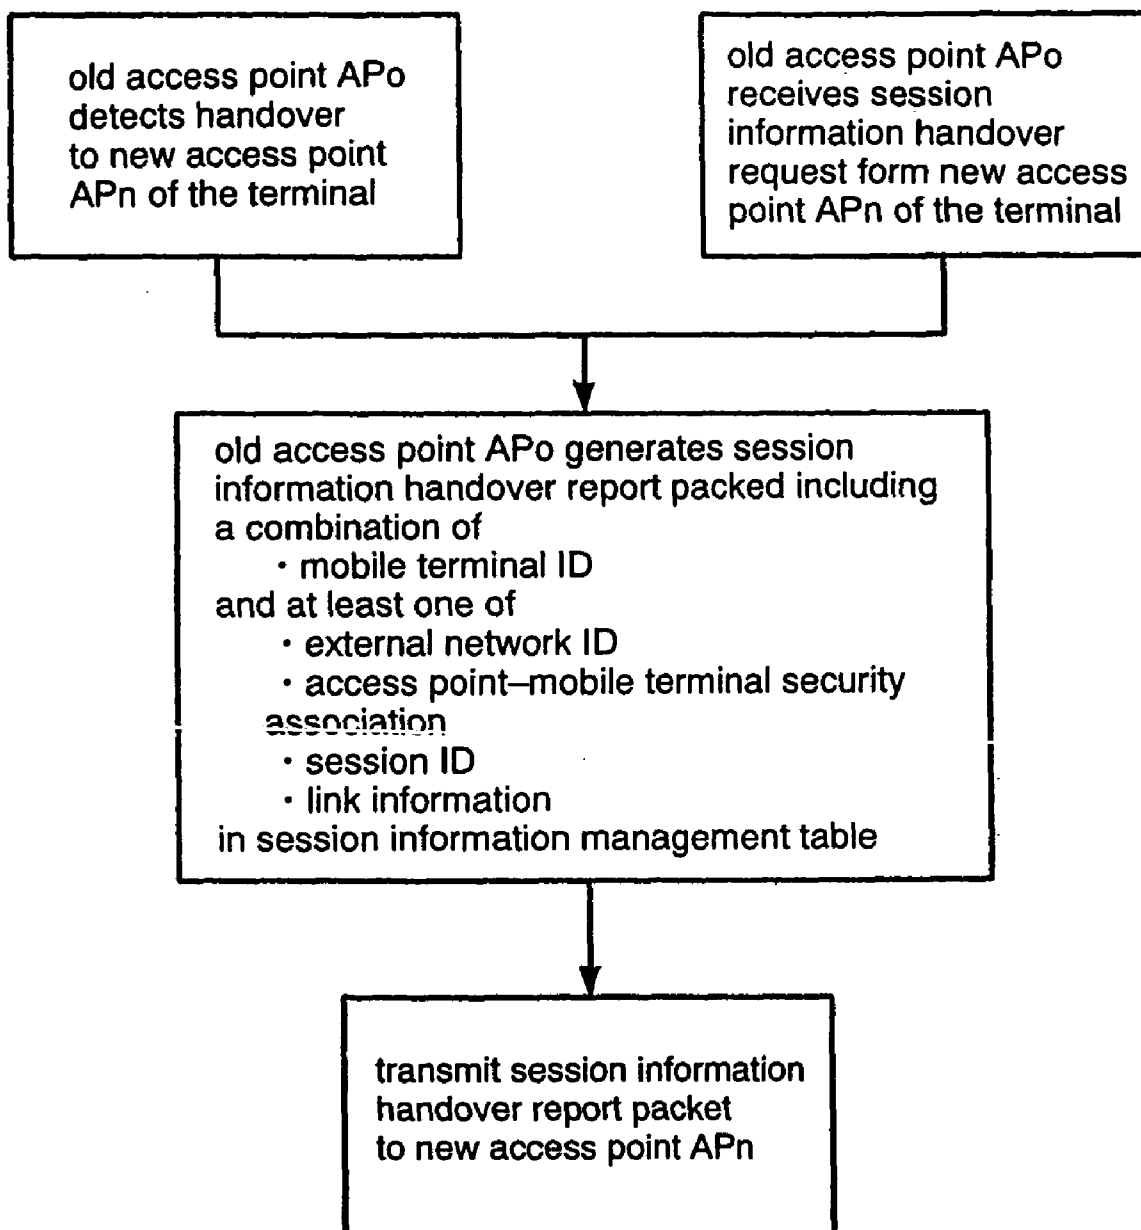 old access point APo
detects handover
to new access point
APn of the terminal
old access point APo
receives session
information handover
request form new access
point APn of the terminal
old access point APo generates session
information handover report packed including
a combination of
・mobile terminal ID
and at least one of
・external network ID
・access point–mobile terminal security
association
・session ID
・link information
in session information management table
transmit session information
handover report packet
to new access point APn